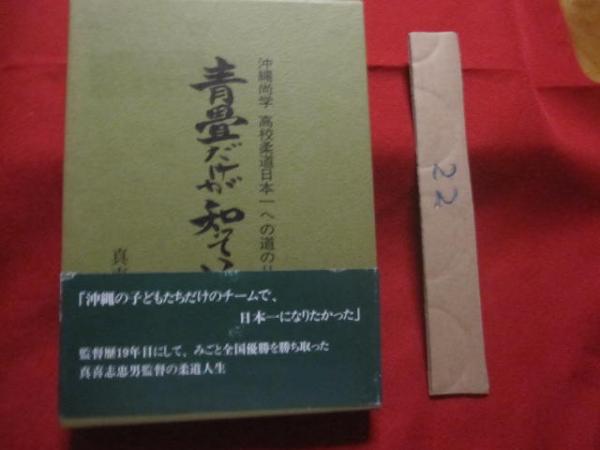 沖縄尚学 高校柔道日本一への道の
青畳だけが知って
真喜
「沖縄の子どもたちだけのチームで、
日本一になりたかった」
監督歴19年目にして、みごと全国優勝を勝ち取った
真喜志忠男監督の柔道人生
22